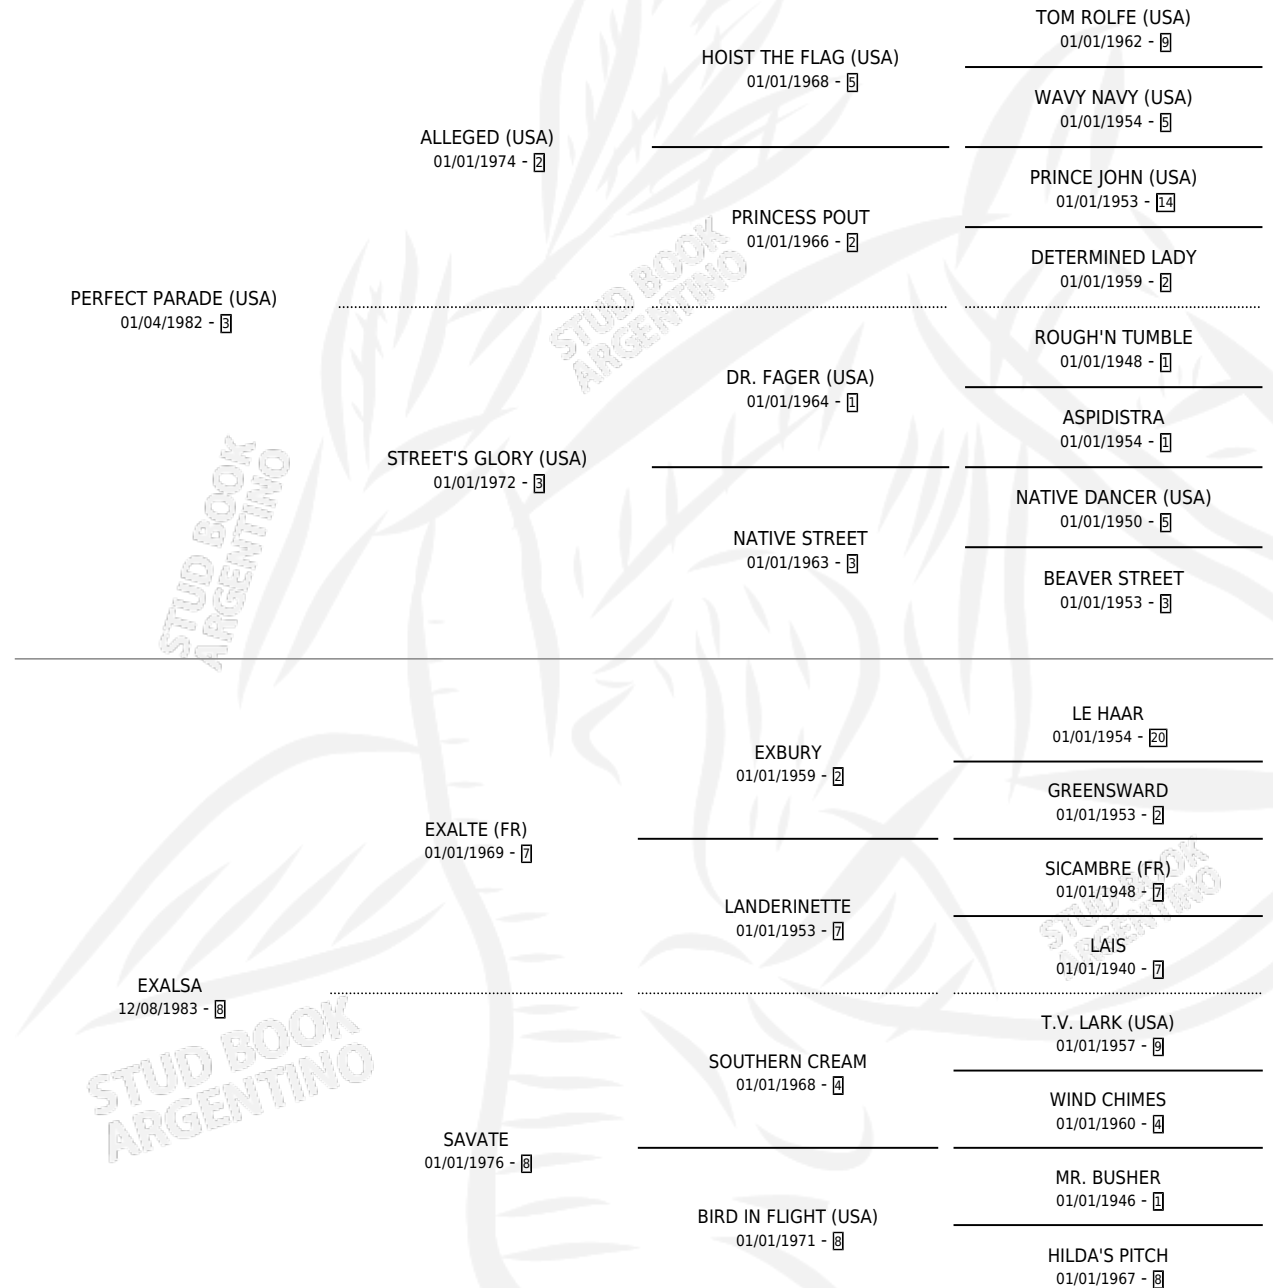 TOM ROLFE (USA)
01/01/1962 - 9
HOIST THE FLAG (USA)
01/01/1968 - 5
WAVY NAVY (USA)
01/01/1954 - 5
ALLEGED (USA)
01/01/1974 - 2
PRINCE JOHN (USA)
01/01/1953 - 14
PRINCESS POUT
01/01/1966 - 2
DETERMINED LADY
01/01/1959 - 2
PERFECT PARADE (USA)
01/04/1982 - 3
ROUGH'N TUMBLE
01/01/1948 - 1
DR. FAGER (USA)
01/01/1964 - 1
ASPIDISTRA
01/01/1954 - 1
STREET'S GLORY (USA)
01/01/1972 - 3
NATIVE DANCER (USA)
01/01/1950 - 5
NATIVE STREET
01/01/1963 - 3
BEAVER STREET
01/01/1953 - 3
LE HAAR
01/01/1954 - 20
EXBURY
01/01/1959 - 2
GREENSWARD
01/01/1953 - 2
EXALTE (FR)
01/01/1969 - 7
SICAMBRE (FR)
01/01/1948 - 7
LANDERINETTE
01/01/1953 - 7
LAIS
01/01/1940 - 7
EXALSA
12/08/1983 - 8
T.V. LARK (USA)
01/01/1957 - 9
SOUTHERN CREAM
01/01/1968 - 4
WIND CHIMES
01/01/1960 - 4
SAVATE
01/01/1976 - 8
MR. BUSHER
01/01/1946 - 1
BIRD IN FLIGHT (USA)
01/01/1971 - 8
HILDA'S PITCH
01/01/1967 - 8
STUD BOOK
ARGENTINO
STUD BOOK
ARGENTINO
STUD BOOK
ARGENTINO
STUD BOOK
ARGENTINO